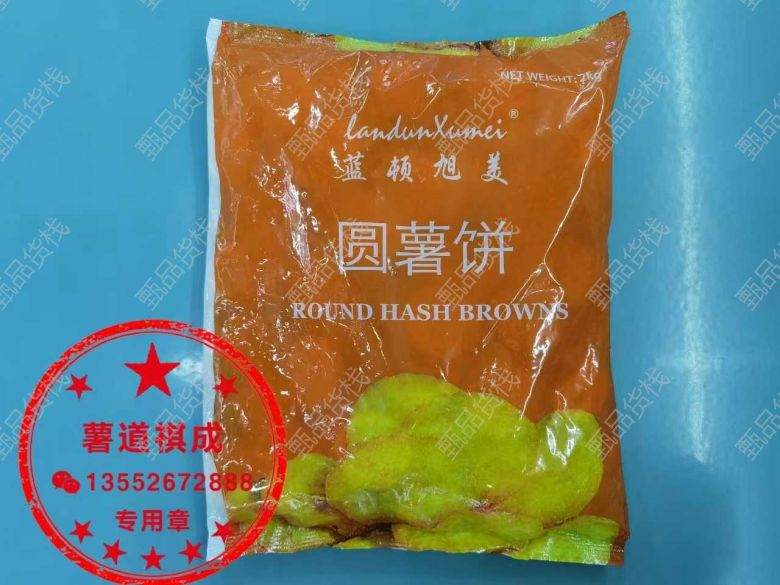 NET WEIGHT: 2kg
landunXumei®
蓝顿旭美
圆薯饼
ROUND HASH BROWNS
薯道祺成
13552672888
专用章
甄品货栈